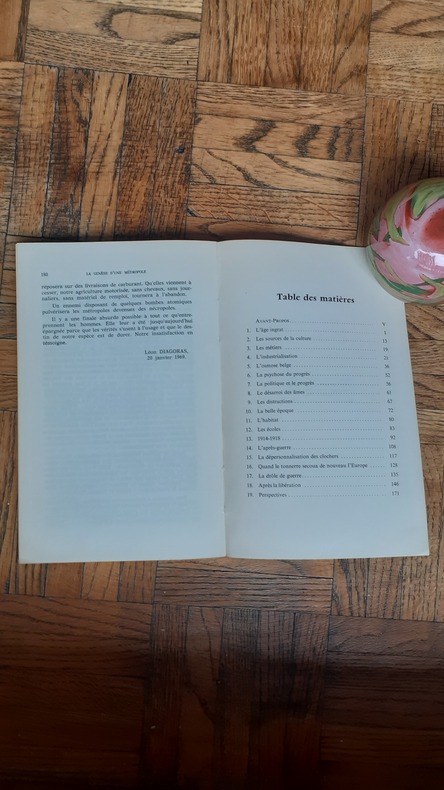 180
LA GENÈSE D'UNE MÉTROPOLE
reposera sur des livraisons de carburant. Qu'elles viennent à
cesser, notre agriculture motorisée, sans chevaux, sans jour-
naliers, sans matériel de remploi, tournera à l'abandon.
Un ennemi disposant de quelques bombes atomiques
pulvérisera les métropoles devenues des nécropoles.
Il y a une finale absurde possible à tout ce qu'entre-
prennent les hommes. Elle leur a été jusqu'aujourd'hui
épargnée parce que les vérités s'usent à l'usage et que le des-
tin de notre espèce est de durer. Notre insatisfaction en
témoigne.
Léon DIAGORAS,
20 janvier 1969.
Table des matières
AVANT-PROPOS V
1. L'âge ingrat 1
2. Les sources de la culture 13
3. Les métiers 19
4. L'industrialisation 21
5. L'osmose belge 36
6. La psychose du progrès 52
7. La politique et le progrès 56
8. Le désarroi des âmes 61
9. Les distractions 67
10. La belle époque 72
11. L'habitat 80
12. Les écoles 83
13. 1914-1918 92
14. L'après-guerre 108
15. La dépersonnalisation des clochers 117
16. Quand le tonnerre secoue de nouveau l'Europe 128
17. La drôle de guerre 133
18. Après la libération 146
19. Perspectives 171